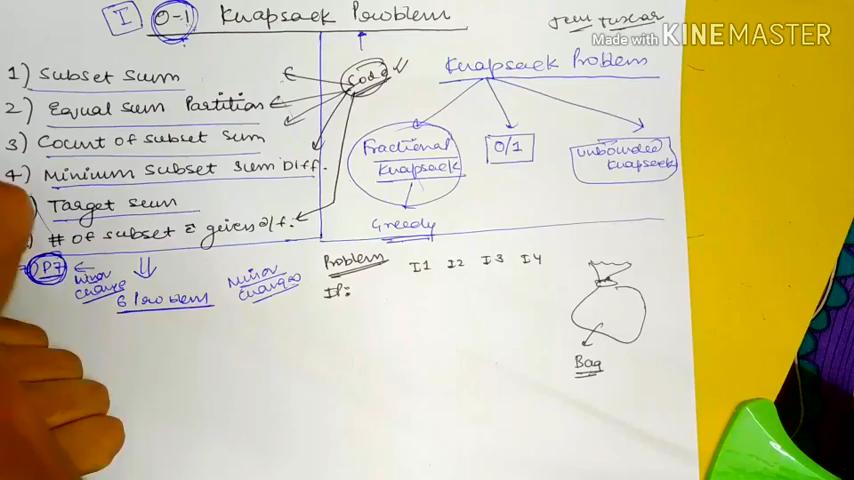 I 0-1 Knapsack Problem
Made with KINEMASTER
1) Subset sum
2) Equal sum Partition
3) Count of subset sum
4) Minimum subset sum Diff.
) Target sum
) # of subset c̄ given diff.
P7 ←
Minor
change
6 Problem
Minor
changes
Code ✓
Knapsack Problem
Fractional
Knapsack
0/1
unbounded
Knapsack
Greedy
Problem
I1 I2 I3 I4
I/p:
Bag